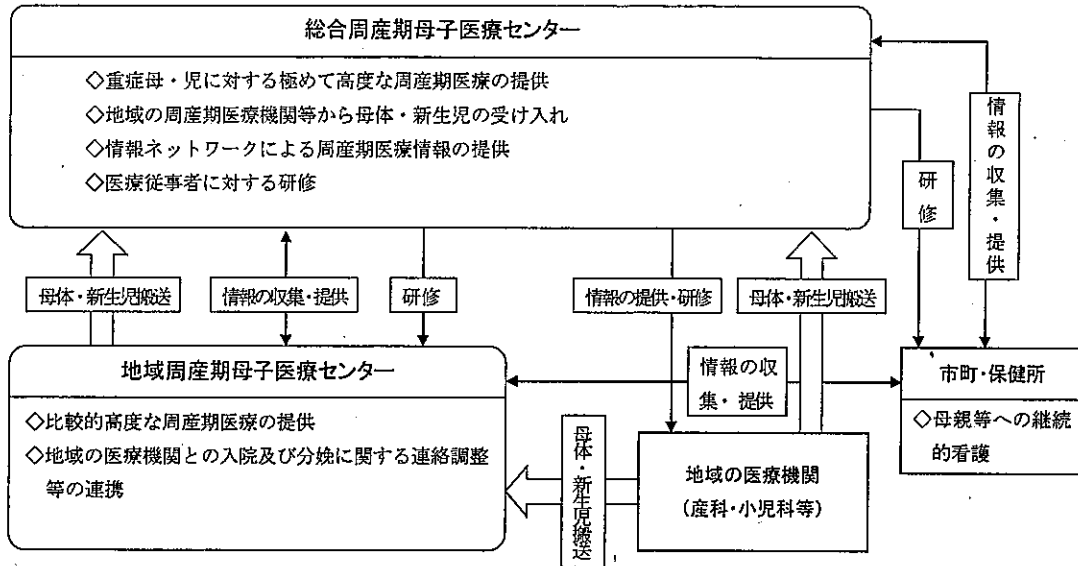 総合周産期母子医療センター
◇重症母・児に対する極めて高度な周産期医療の提供
◇地域の周産期医療機関等から母体・新生児の受け入れ
◇情報ネットワークによる周産期医療情報の提供
◇医療従事者に対する研修
研修
情報の収集・提供
母体・新生児搬送
情報の収集・提供
研修
情報の提供・研修
母体・新生児搬送
地域周産期母子医療センター
◇比較的高度な周産期医療の提供
◇地域の医療機関との入院及び分娩に関する連絡調整
等の連携
情報の収
集・提供
市町・保健所
◇母親等への継続
的看護
母体・新生児搬送
地域の医療機関
(産科・小児科等)